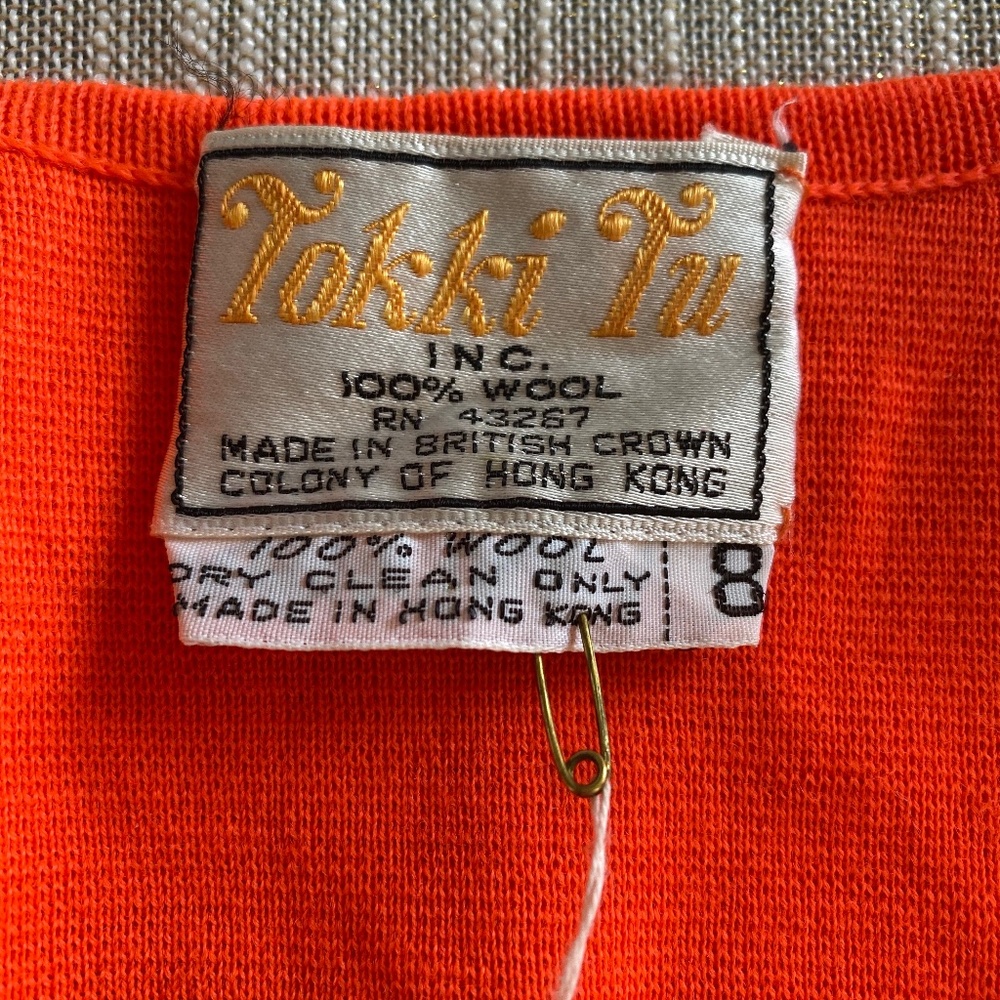 Tokki Tu
INC.
100% WOOL
RN 43267
MADE IN BRITISH CROWN
COLONY OF HONG KONG
100% WOOL
DRY CLEAN ONLY
MADE IN HONG KONG
8